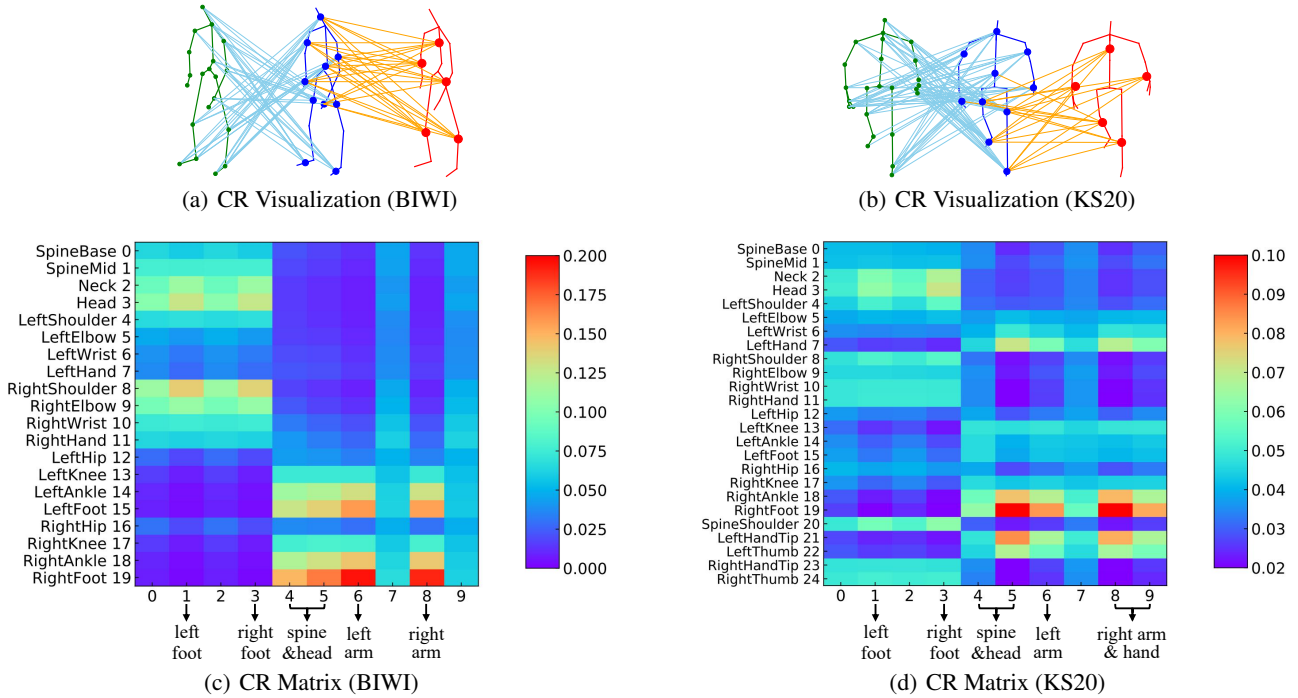 (a) CR Visualization (BIWI)
(b) CR Visualization (KS20)
SpineBase 0
SpineMid 1
Neck 2
Head 3
LeftShoulder 4
LeftElbow 5
LeftWrist 6
LeftHand 7
RightShoulder 8
RightElbow 9
RightWrist 10
RightHand 11
LeftHip 12
LeftKnee 13
LeftAnkle 14
LeftFoot 15
RightHip 16
RightKnee 17
RightAnkle 18
RightFoot 19
0 1 2 3 4 5 6 7 8 9
left foot
right foot
spine &head
left arm
right arm
0.200
0.175
0.150
0.125
0.100
0.075
0.050
0.025
0.000
(c) CR Matrix (BIWI)
SpineBase 0
SpineMid 1
Neck 2
Head 3
LeftShoulder 4
LeftElbow 5
LeftWrist 6
LeftHand 7
RightShoulder 8
RightElbow 9
RightWrist 10
RightHand 11
LeftHip 12
LeftKnee 13
LeftAnkle 14
LeftFoot 15
RightHip 16
RightKnee 17
RightAnkle 18
RightFoot 19
SpineShoulder 20
LeftHandTip 21
LeftThumb 22
RightHandTip 23
RightThumb 24
0 1 2 3 4 5 6 7 8 9
left foot
right foot
spine &head
left arm
right arm & hand
0.10
0.09
0.08
0.07
0.06
0.05
0.04
0.03
0.02
(d) CR Matrix (KS20)